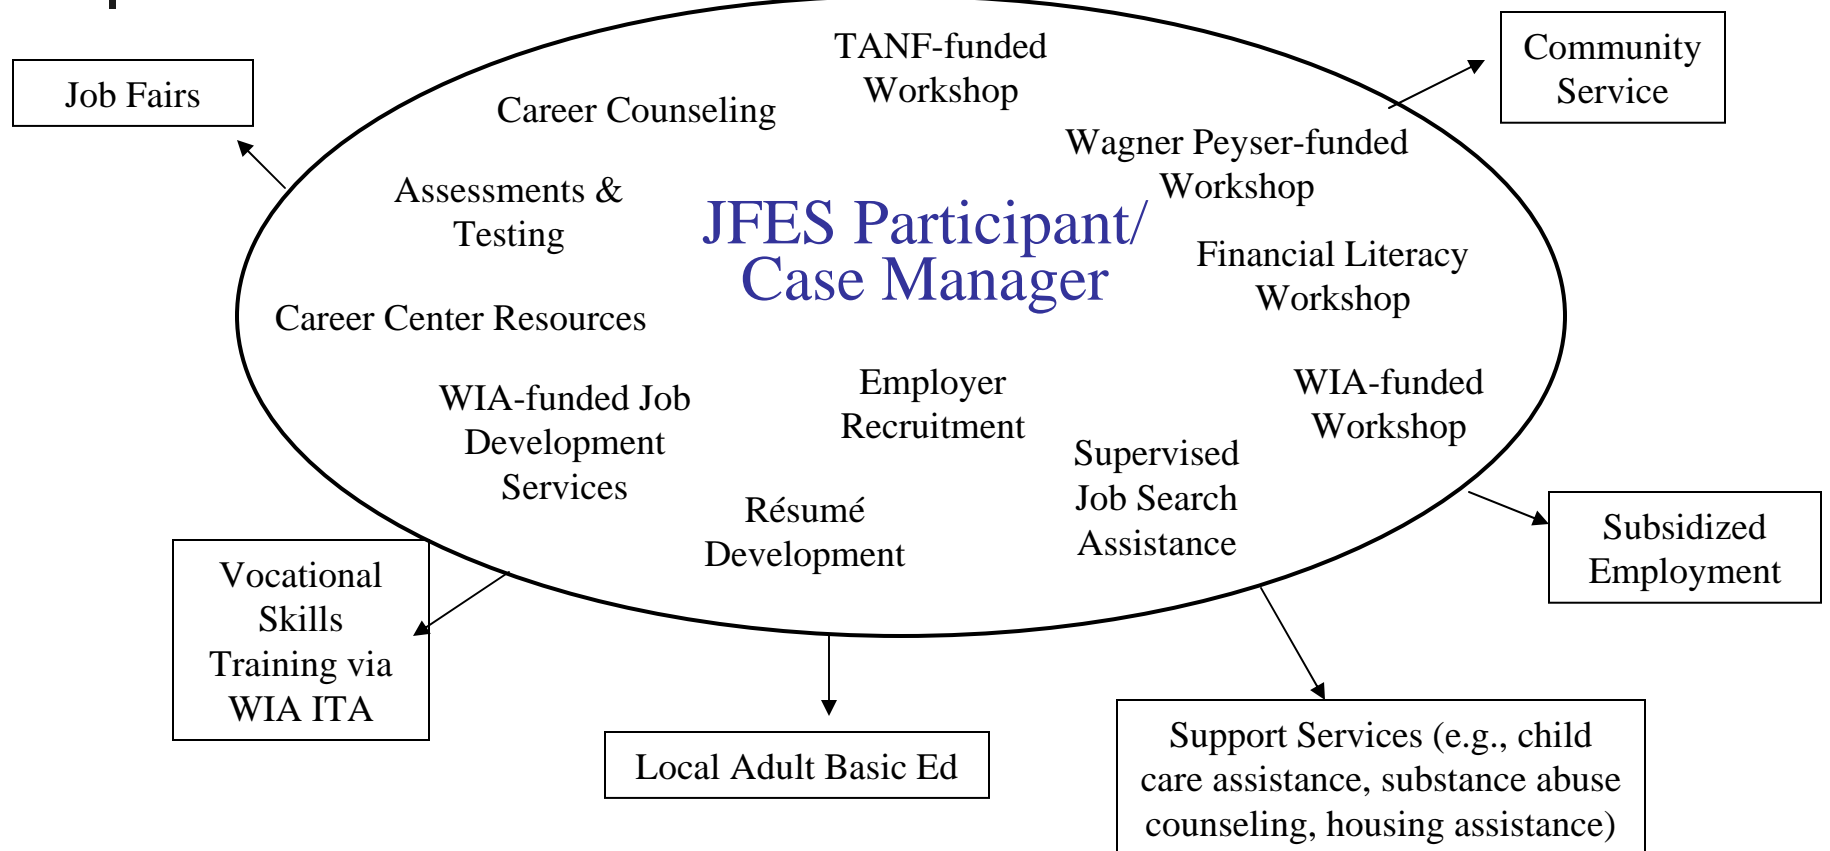 TANF-funded
Workshop
Community
Service
Job Fairs
Career Counseling
Wagner Peyser-funded
Workshop
Assessments &
Testing
JFES Participant/
Case Manager
Financial Literacy
Workshop
Career Center Resources
WIA-funded Job
Development
Services
Employer
Recruitment
WIA-funded
Workshop
Supervised
Job Search
Assistance
Résumé
Development
Subsidized
Employment
Vocational
Skills
Training via
WIA ITA
Local Adult Basic Ed
Support Services (e.g., child
care assistance, substance abuse
counseling, housing assistance)